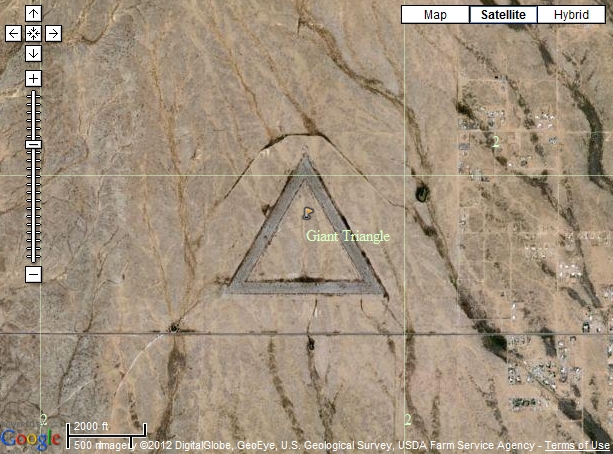 Map Satellite Hybrid
2
Giant Triangle
2 2
2000 ft
Google
500 m
Imagery ©2012 DigitalGlobe, GeoEye, U.S. Geological Survey, USDA Farm Service Agency - Terms of Use